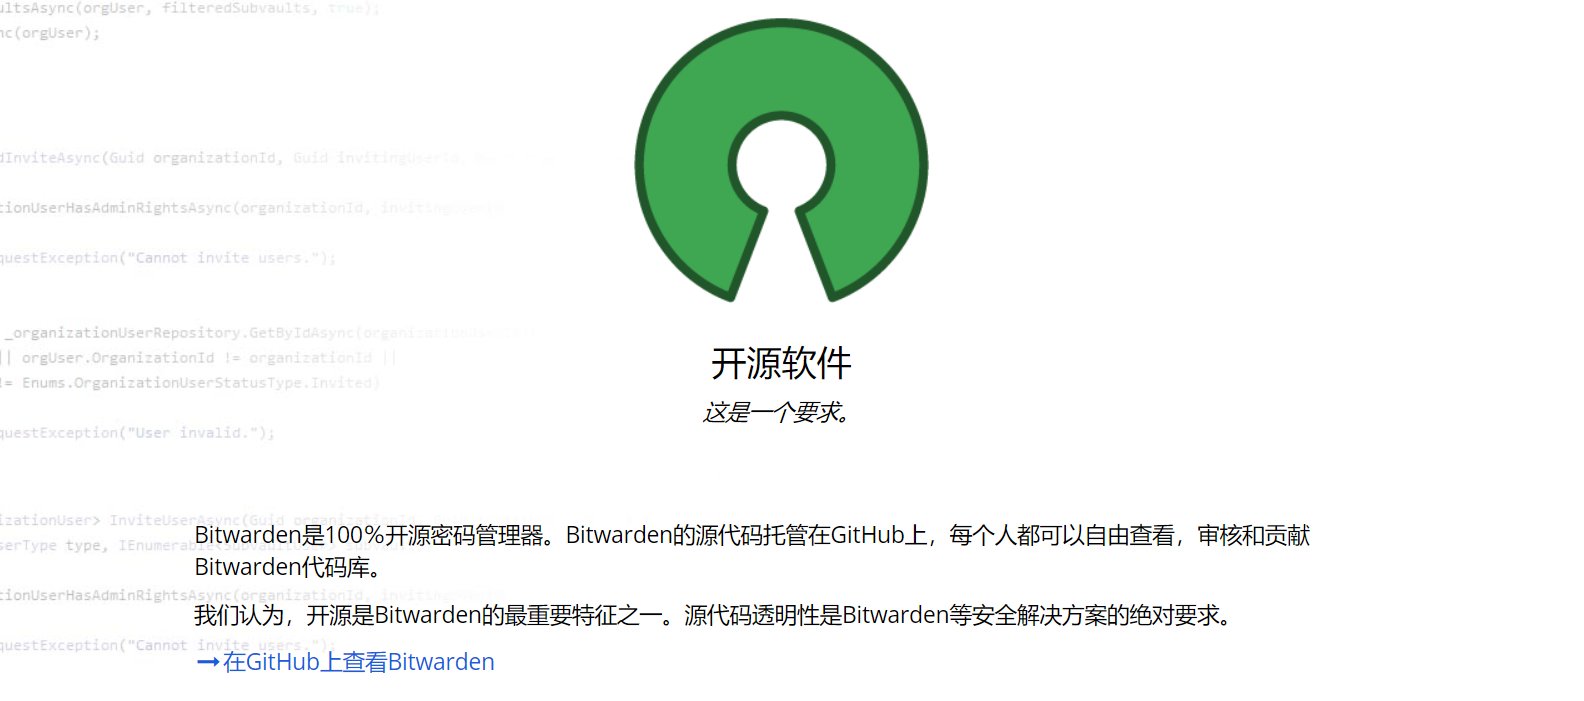 ultsAsync(orgUser, filteredSubvaults, true);
nc(orgUser);
dInviteAsync(Guid organizationId, Guid invitingUserId,
tionUserHasAdminRightsAsync(organizationId,
questException("Cannot invite users.");
_organizationUserRepository.GetByIdAsync(
|| orgUser.OrganizationId != organizationId ||
!= Enums.OrganizationUserStatusType.Invited)
questException("User invalid.");
开源软件
这是一个要求。
izationUser> InviteUserAsync(Guid
Bitwarden是100%开源密码管理器。Bitwarden的源代码托管在GitHub上，每个人都可以自由查看，审核和贡献
serType type,
Bitwarden代码库。
tionUserHasAdminRightsAsync(organizationId,
我们认为，开源是Bitwarden的最重要特征之一。源代码透明性是Bitwarden等安全解决方案的绝对要求。
questException("Cannot invite users.");
→在GitHub上查看Bitwarden